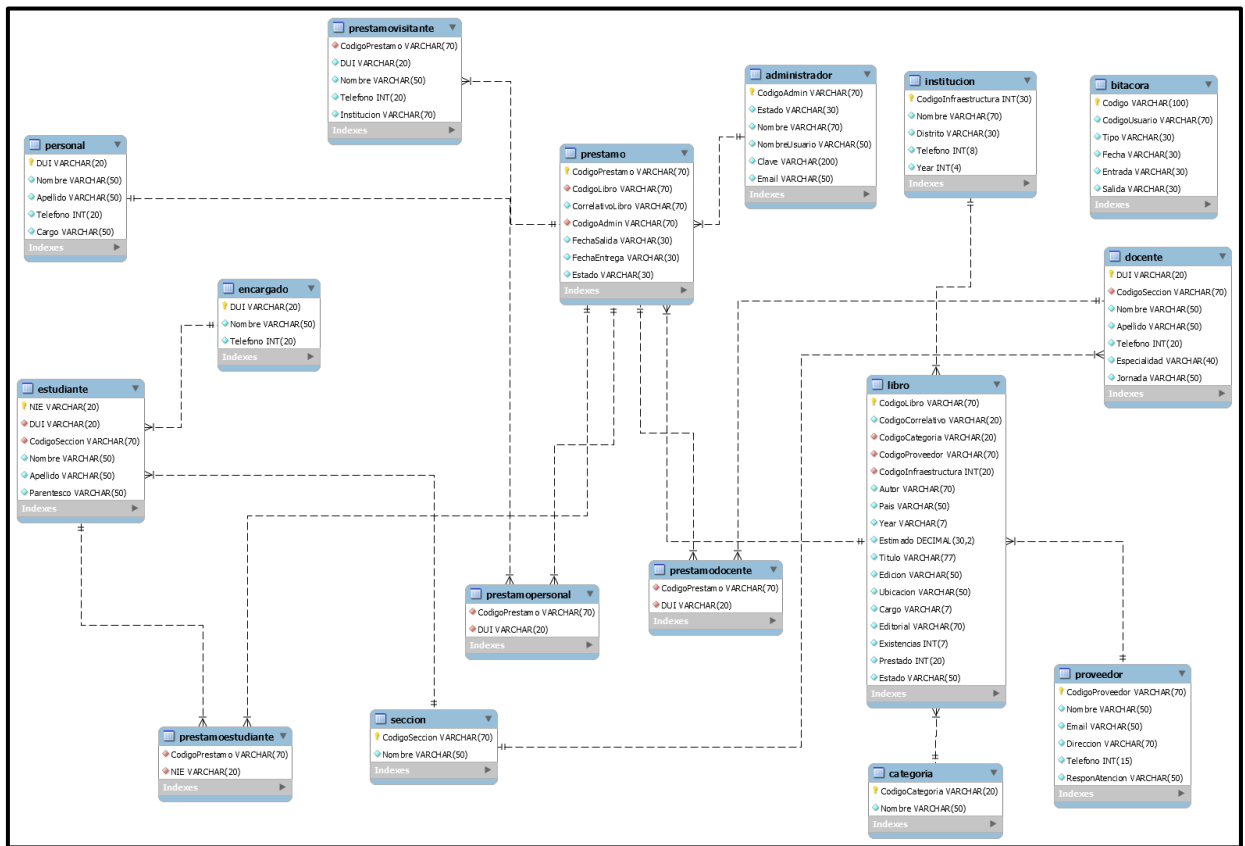 prestamovisitante
CodigoPrestamo VARCHAR(70)
DUI VARCHAR(20)
Nombre VARCHAR(50)
Telefono INT(20)
Institucion VARCHAR(70)
Indexes
administrador
CodigoAdmin VARCHAR(70)
Estado VARCHAR(30)
Nombre VARCHAR(70)
NombreUsuario VARCHAR(50)
Clave VARCHAR(200)
Email VARCHAR(50)
Indexes
institucion
CodigoInfraestructura INT(30)
Nombre VARCHAR(70)
Distrito VARCHAR(30)
Telefono INT(8)
Year INT(4)
Indexes
bitacora
Codigo VARCHAR(100)
CodigoUsuario VARCHAR(70)
Tipo VARCHAR(30)
Fecha VARCHAR(30)
Entrada VARCHAR(30)
Salida VARCHAR(30)
Indexes
personal
DUI VARCHAR(20)
Nombre VARCHAR(50)
Apellido VARCHAR(50)
Telefono INT(20)
Cargo VARCHAR(50)
Indexes
prestamo
CodigoPrestamo VARCHAR(70)
CodigoLibro VARCHAR(70)
CorrelativoLibro VARCHAR(70)
CodigoAdmin VARCHAR(70)
FechaSalida VARCHAR(30)
FechaEntrega VARCHAR(30)
Estado VARCHAR(30)
Indexes
docente
DUI VARCHAR(20)
CodigoSeccion VARCHAR(70)
Nombre VARCHAR(50)
Apellido VARCHAR(50)
Telefono INT(20)
Especialidad VARCHAR(40)
Jornada VARCHAR(50)
Indexes
encargado
DUI VARCHAR(20)
Nombre VARCHAR(50)
Telefono INT(20)
Indexes
estudiante
NIE VARCHAR(20)
DUI VARCHAR(20)
CodigoSeccion VARCHAR(70)
Nombre VARCHAR(50)
Apellido VARCHAR(50)
Parentesco VARCHAR(50)
Indexes
libro
CodigoLibro VARCHAR(70)
CodigoCorrelativo VARCHAR(20)
CodigoCategoria VARCHAR(20)
CodigoProveedor VARCHAR(70)
CodigoInfraestructura INT(20)
Autor VARCHAR(70)
Pais VARCHAR(50)
Year VARCHAR(7)
Estimado DECIMAL(30,2)
Titulo VARCHAR(77)
Edicion VARCHAR(50)
Ubicacion VARCHAR(50)
Cargo VARCHAR(7)
Editorial VARCHAR(70)
Existencias INT(7)
Prestado INT(20)
Estado VARCHAR(50)
Indexes
prestamopersonal
CodigoPrestamo VARCHAR(70)
DUI VARCHAR(20)
Indexes
prestamodocente
CodigoPrestamo VARCHAR(70)
DUI VARCHAR(20)
Indexes
proveedor
CodigoProveedor VARCHAR(70)
Nombre VARCHAR(50)
Email VARCHAR(50)
Direccion VARCHAR(70)
Telefono INT(15)
ResponAtencion VARCHAR(50)
Indexes
prestamoestudiante
CodigoPrestamo VARCHAR(70)
NIE VARCHAR(20)
Indexes
seccion
CodigoSeccion VARCHAR(70)
Nombre VARCHAR(50)
Indexes
categoria
CodigoCategoria VARCHAR(20)
Nombre VARCHAR(50)
Indexes